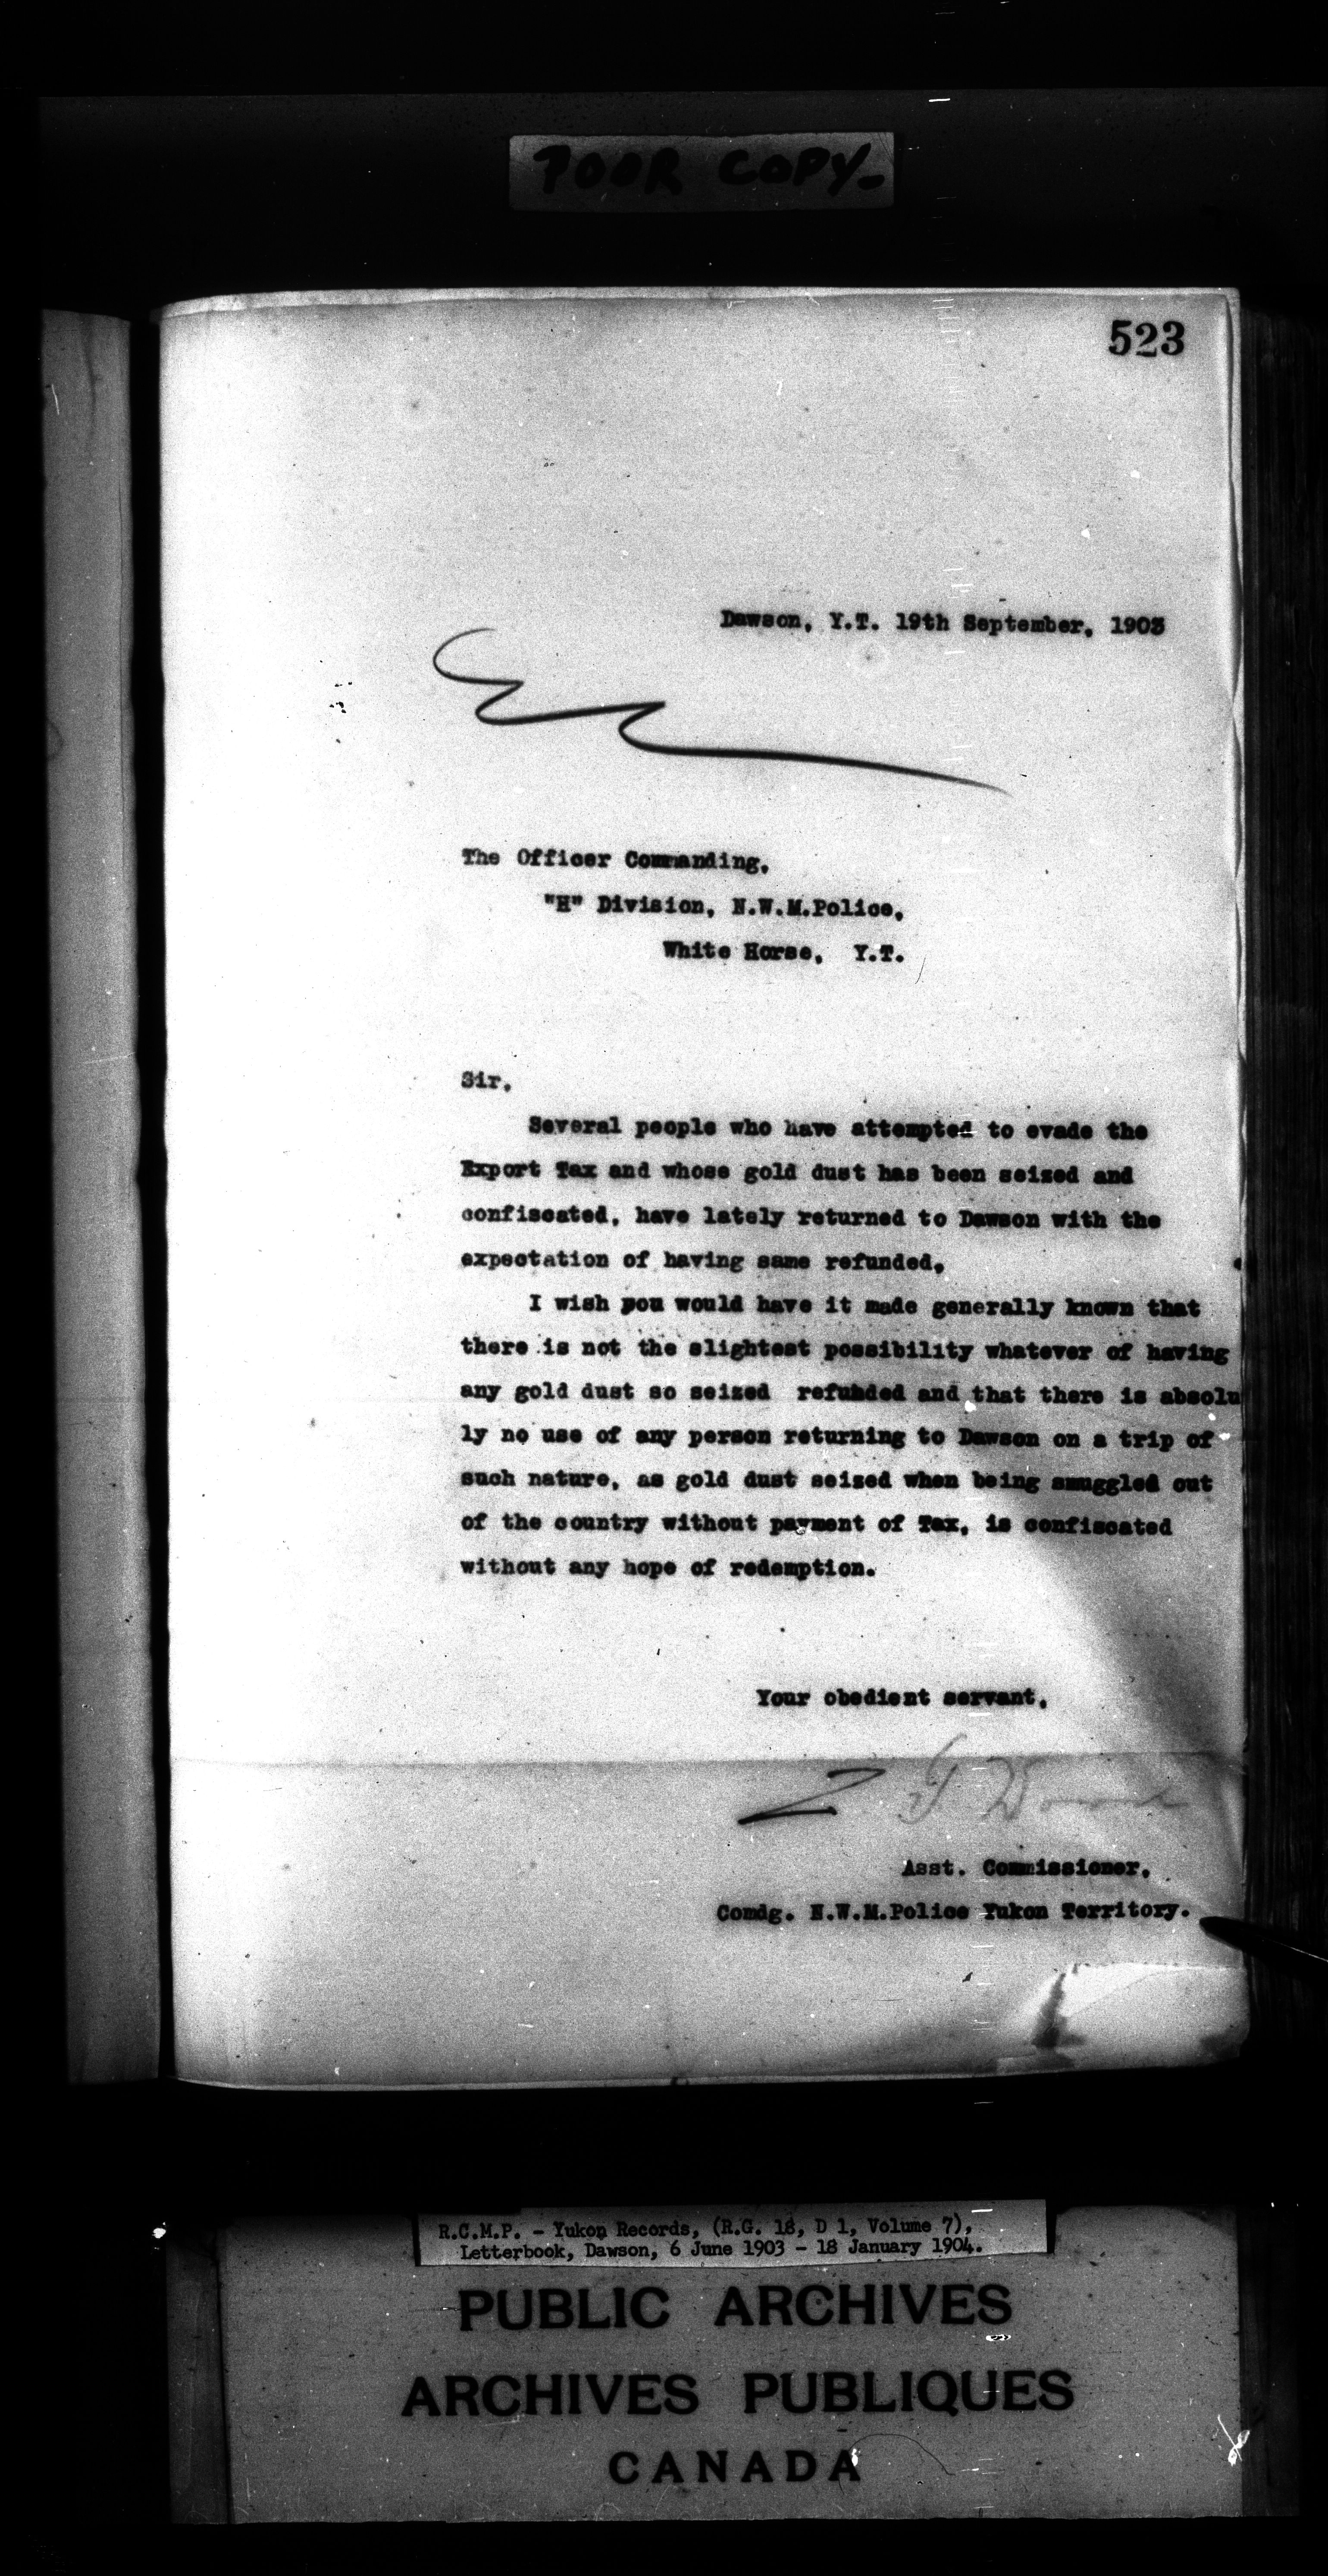 POOR COPY-
523
Dawson, Y.T. 19th September, 1903
The Officer Commanding,
"H" Division, N.W.M.Police,
White Horse, Y.T.
Sir,
Several people who have attempted to evade the
Export Tax and whose gold dust has been seized and
confiscated, have lately returned to Dawson with the
expectation of having same refunded.
I wish you would have it made generally known that
there is not the slightest possibility whatever of having
any gold dust so seized refunded and that there is absolu
ly no use of any person returning to Dawson on a trip of
such nature, as gold dust seized when being smuggled out
of the country without payment of Tax, is confiscated
without any hope of redemption.
Your obedient servant,
Z T Wood
Asst. Commissioner,
Comdg. N.W.M.Police Yukon Territory.
R.C.M.P. - Yukon Records, (R.G. 18, D 1, Volume 7),
Letterbook, Dawson, 6 June 1903 - 18 January 1904.
PUBLIC ARCHIVES
ARCHIVES PUBLIQUES
CANADA